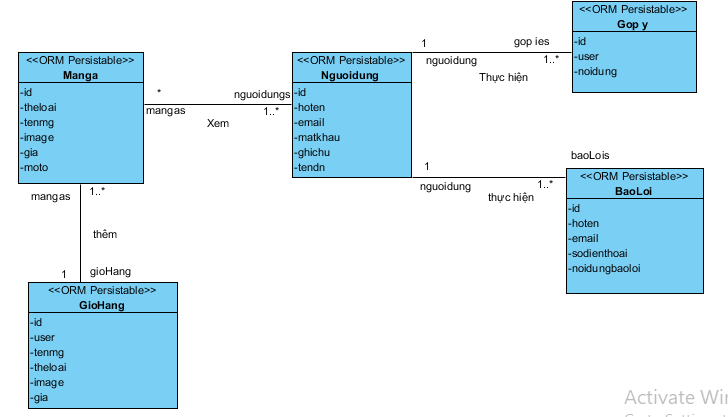 <<ORM Persistable>>
Manga
-id
-theloai
-tenmg
-image
-gia
-moto
*
mangas
Xem
nguoidungs
1..*
<<ORM Persistable>>
Nguoidung
-id
-hoten
-email
-matkhau
-ghichu
-tendn
1
nguoidung
gop ies
1..*
Thực hiện
<<ORM Persistable>>
Gop y
-id
-user
-noidung
1
nguoidung
baoLois
1..*
thực hiện
<<ORM Persistable>>
BaoLoi
-id
-hoten
-email
-sodienthoai
-noidungbaoloi
mangas
1..*
thêm
1
gioHang
<<ORM Persistable>>
GioHang
-id
-user
-tenmg
-theloai
-image
-gia
Activate Wi